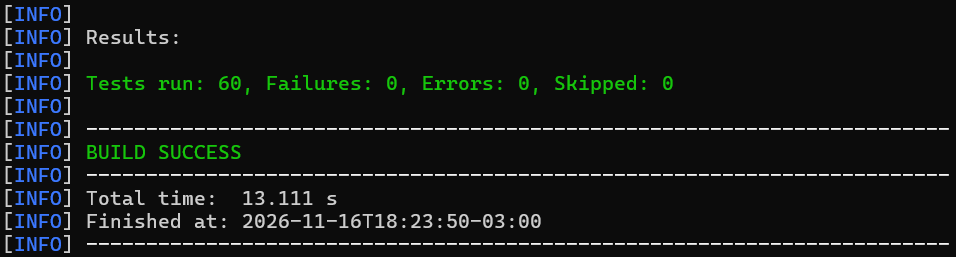 [INFO]
[INFO] Results:
[INFO]
[INFO] Tests run: 60, Failures: 0, Errors: 0, Skipped: 0
[INFO]
[INFO] ------------------------------------------------------------------------
[INFO] BUILD SUCCESS
[INFO] ------------------------------------------------------------------------
[INFO] Total time:  13.111 s
[INFO] Finished at: 2026-11-16T18:23:50-03:00
[INFO] ------------------------------------------------------------------------